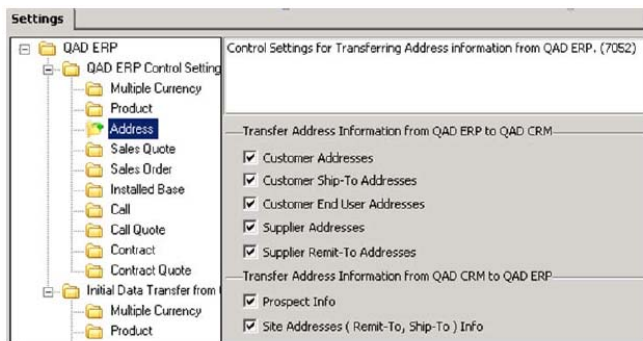 Settings
QAD ERP
QAD ERP Control Setting
Multiple Currency
Product
Address
Sales Quote
Sales Order
Installed Base
Call
Call Quote
Contract
Contract Quote
Initial Data Transfer from
Multiple Currency
Product
Control Settings for Transferring Address information from QAD ERP. (7052)
Transfer Address Information from QAD ERP to QAD CRM
Customer Addresses
Customer Ship-To Addresses
Customer End User Addresses
Supplier Addresses
Supplier Remit-To Addresses
Transfer Address Information from QAD CRM to QAD ERP
Prospect Info
Site Addresses ( Remit-To, Ship-To ) Info